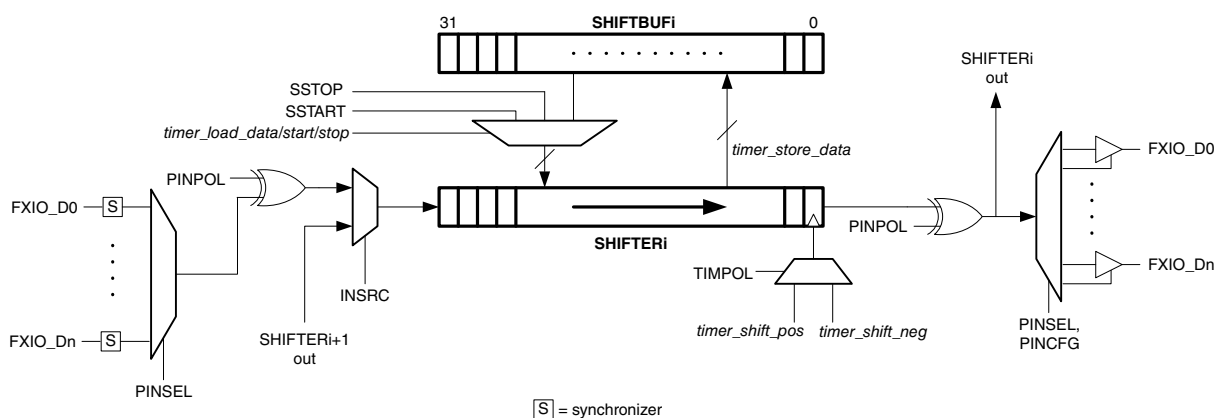 31 SHIFTBUFi 0
SSTOP
SSTART
timer_load_data/start/stop
timer_store_data
SHIFTERi
out
FXIO_D0
PINPOL
FXIO_D0 S
SHIFTERi
PINPOL
TIMPOL
FXIO_Dn
INSRC
timer_shift_pos timer_shift_neg
PINSEL,
PINCFG
FXIO_Dn S
SHIFTERi+1
out
PINSEL
S = synchronizer